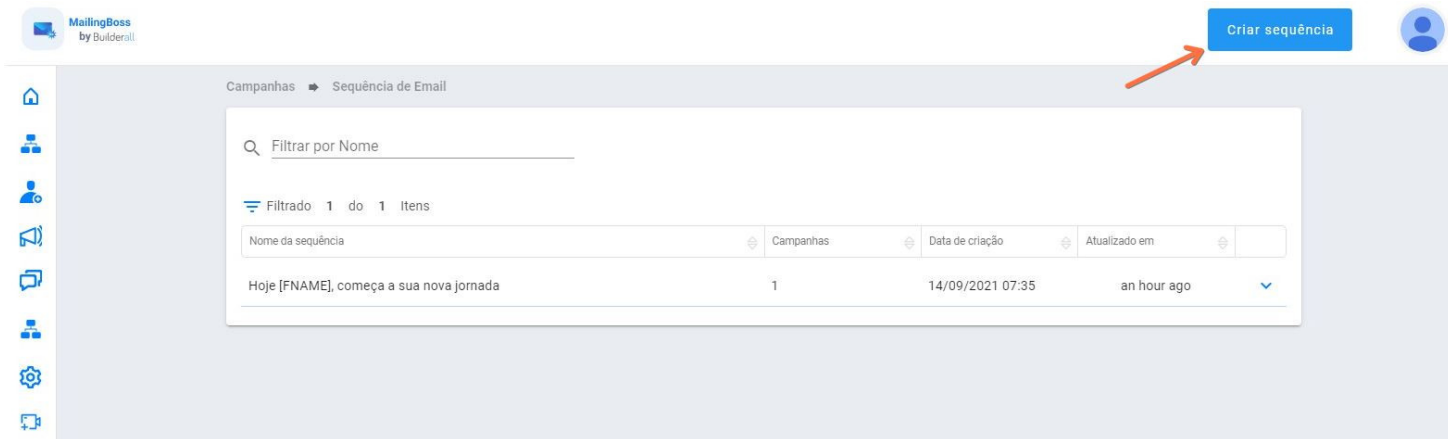 MailingBoss
by Builderall
Criar sequência
Campanhas ➡ Sequência de Email
Filtrar por Nome
Filtrado 1 do 1 Itens
Nome da sequência Campanhas Data de criação Atualizado em
Hoje [FNAME], começa a sua nova jornada 1 14/09/2021 07:35 an hour ago